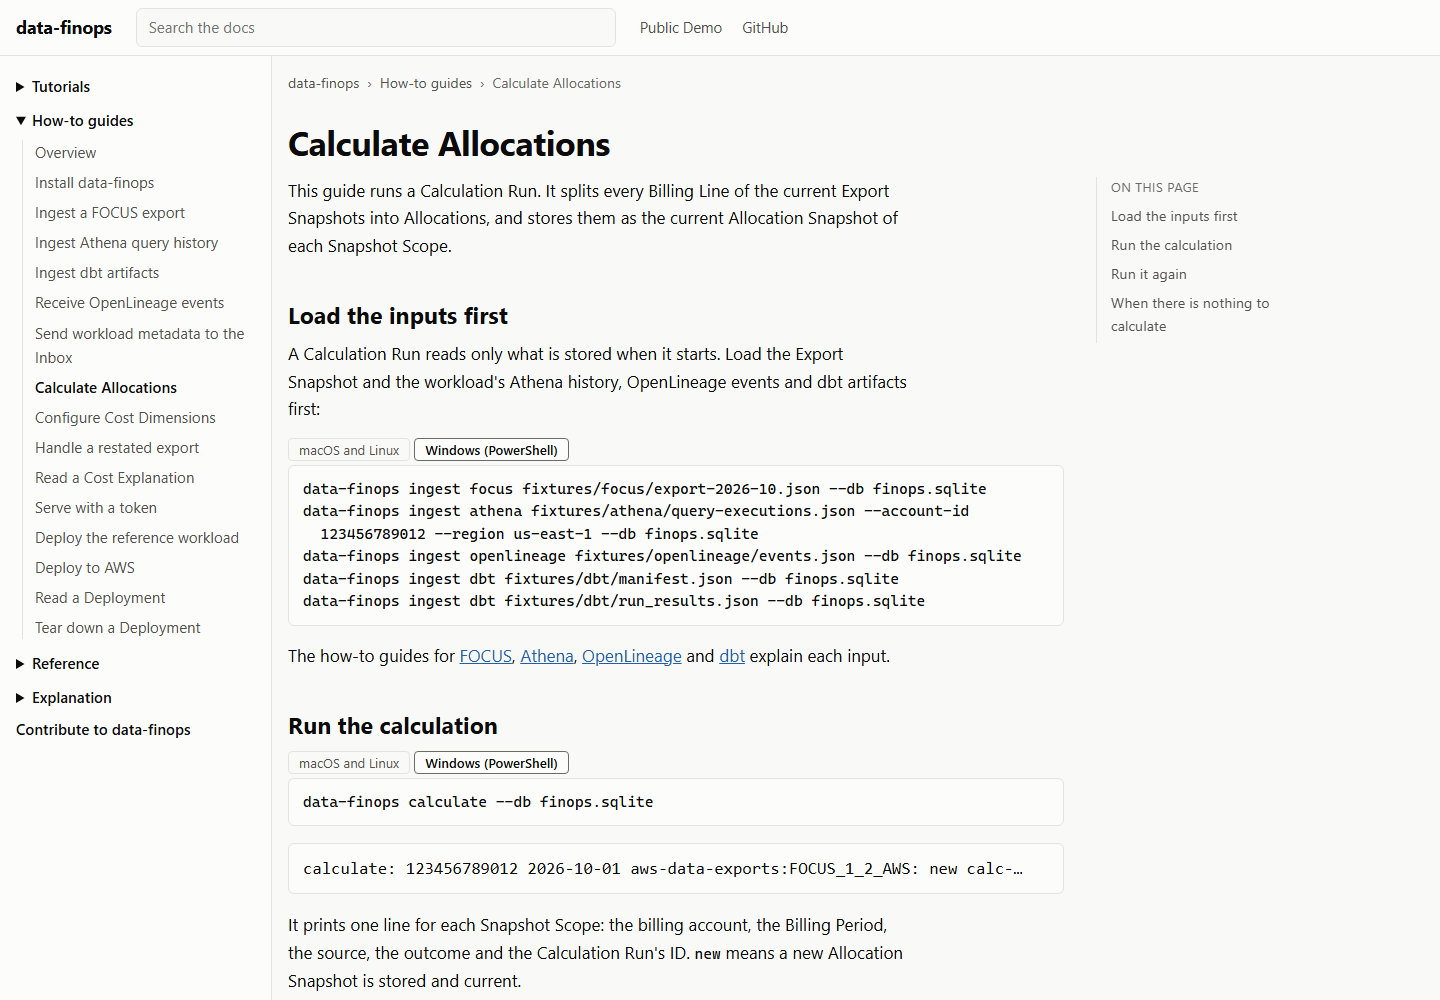 data-finops
Search the docs
Public Demo
GitHub
Tutorials
How-to guides
Overview
Install data-finops
Ingest a FOCUS export
Ingest Athena query history
Ingest dbt artifacts
Receive OpenLineage events
Send workload metadata to the
Inbox
Calculate Allocations
Configure Cost Dimensions
Handle a restated export
Read a Cost Explanation
Serve with a token
Deploy the reference workload
Deploy to AWS
Read a Deployment
Tear down a Deployment
Reference
Explanation
Contribute to data-finops
data-finops › How-to guides › Calculate Allocations
Calculate Allocations
This guide runs a Calculation Run. It splits every Billing Line of the current Export
Snapshots into Allocations, and stores them as the current Allocation Snapshot of
each Snapshot Scope.
Load the inputs first
A Calculation Run reads only what is stored when it starts. Load the Export
Snapshot and the workload's Athena history, OpenLineage events and dbt artifacts
first:
macOS and Linux
Windows (PowerShell)
data-finops ingest focus fixtures/focus/export-2026-10.json --db finops.sqlite
data-finops ingest athena fixtures/athena/query-executions.json --account-id
123456789012 --region us-east-1 --db finops.sqlite
data-finops ingest openlineage fixtures/openlineage/events.json --db finops.sqlite
data-finops ingest dbt fixtures/dbt/manifest.json --db finops.sqlite
data-finops ingest dbt fixtures/dbt/run_results.json --db finops.sqlite
The how-to guides for FOCUS, Athena, OpenLineage and dbt explain each input.
Run the calculation
macOS and Linux
Windows (PowerShell)
data-finops calculate --db finops.sqlite
calculate: 123456789012 2026-10-01 aws-data-exports:FOCUS_1_2_AWS: new calc-…
It prints one line for each Snapshot Scope: the billing account, the Billing Period,
the source, the outcome and the Calculation Run's ID. new means a new Allocation
Snapshot is stored and current.
ON THIS PAGE
Load the inputs first
Run the calculation
Run it again
When there is nothing to
calculate